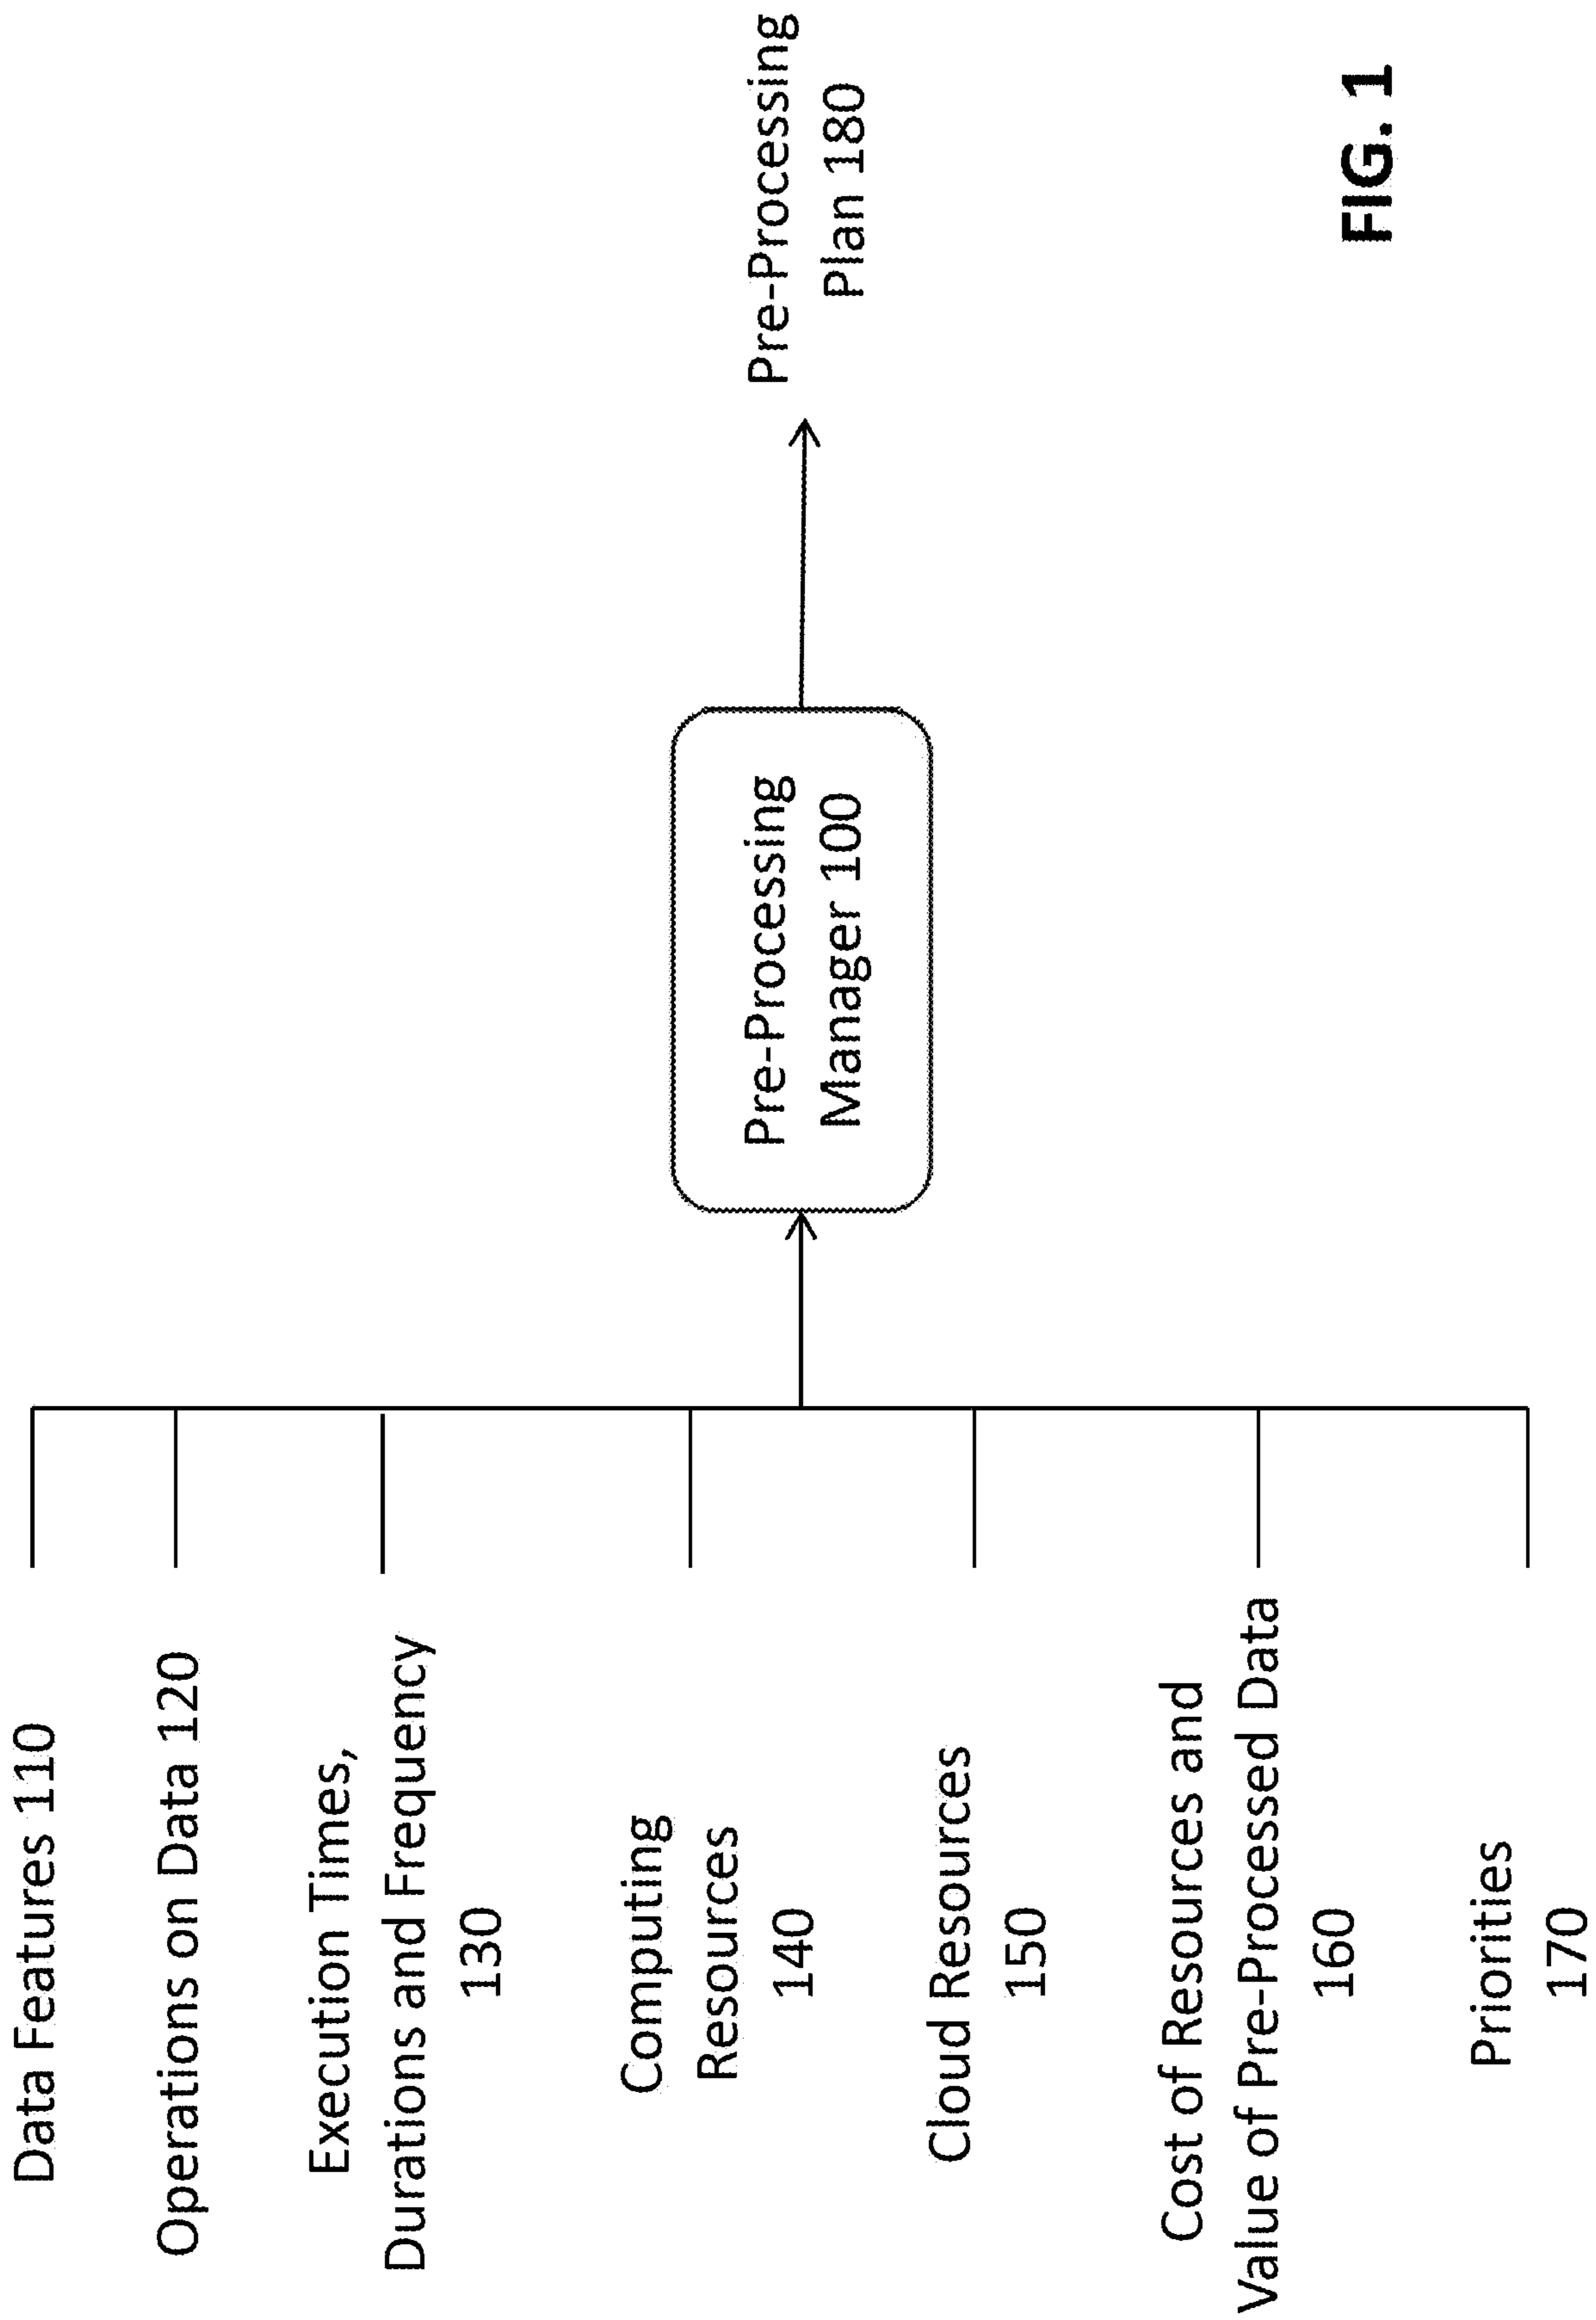 Data Features 110
Operations on Data 120
Execution Times,
Durations and Frequency
130
Computing
Resources
140
Cloud Resources
150
Cost of Resources and
Value of Pre-Processed Data
160
Priorities
170
Pre-Processing
Manager 100
Pre-Processing
Plan 180
FIG. 1